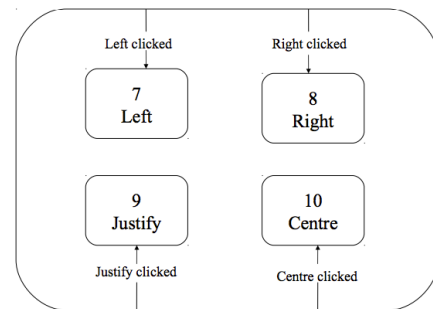 Left clicked
Right clicked
7
Left
8
Right
9
Justify
10
Centre
Justify clicked
Centre clicked